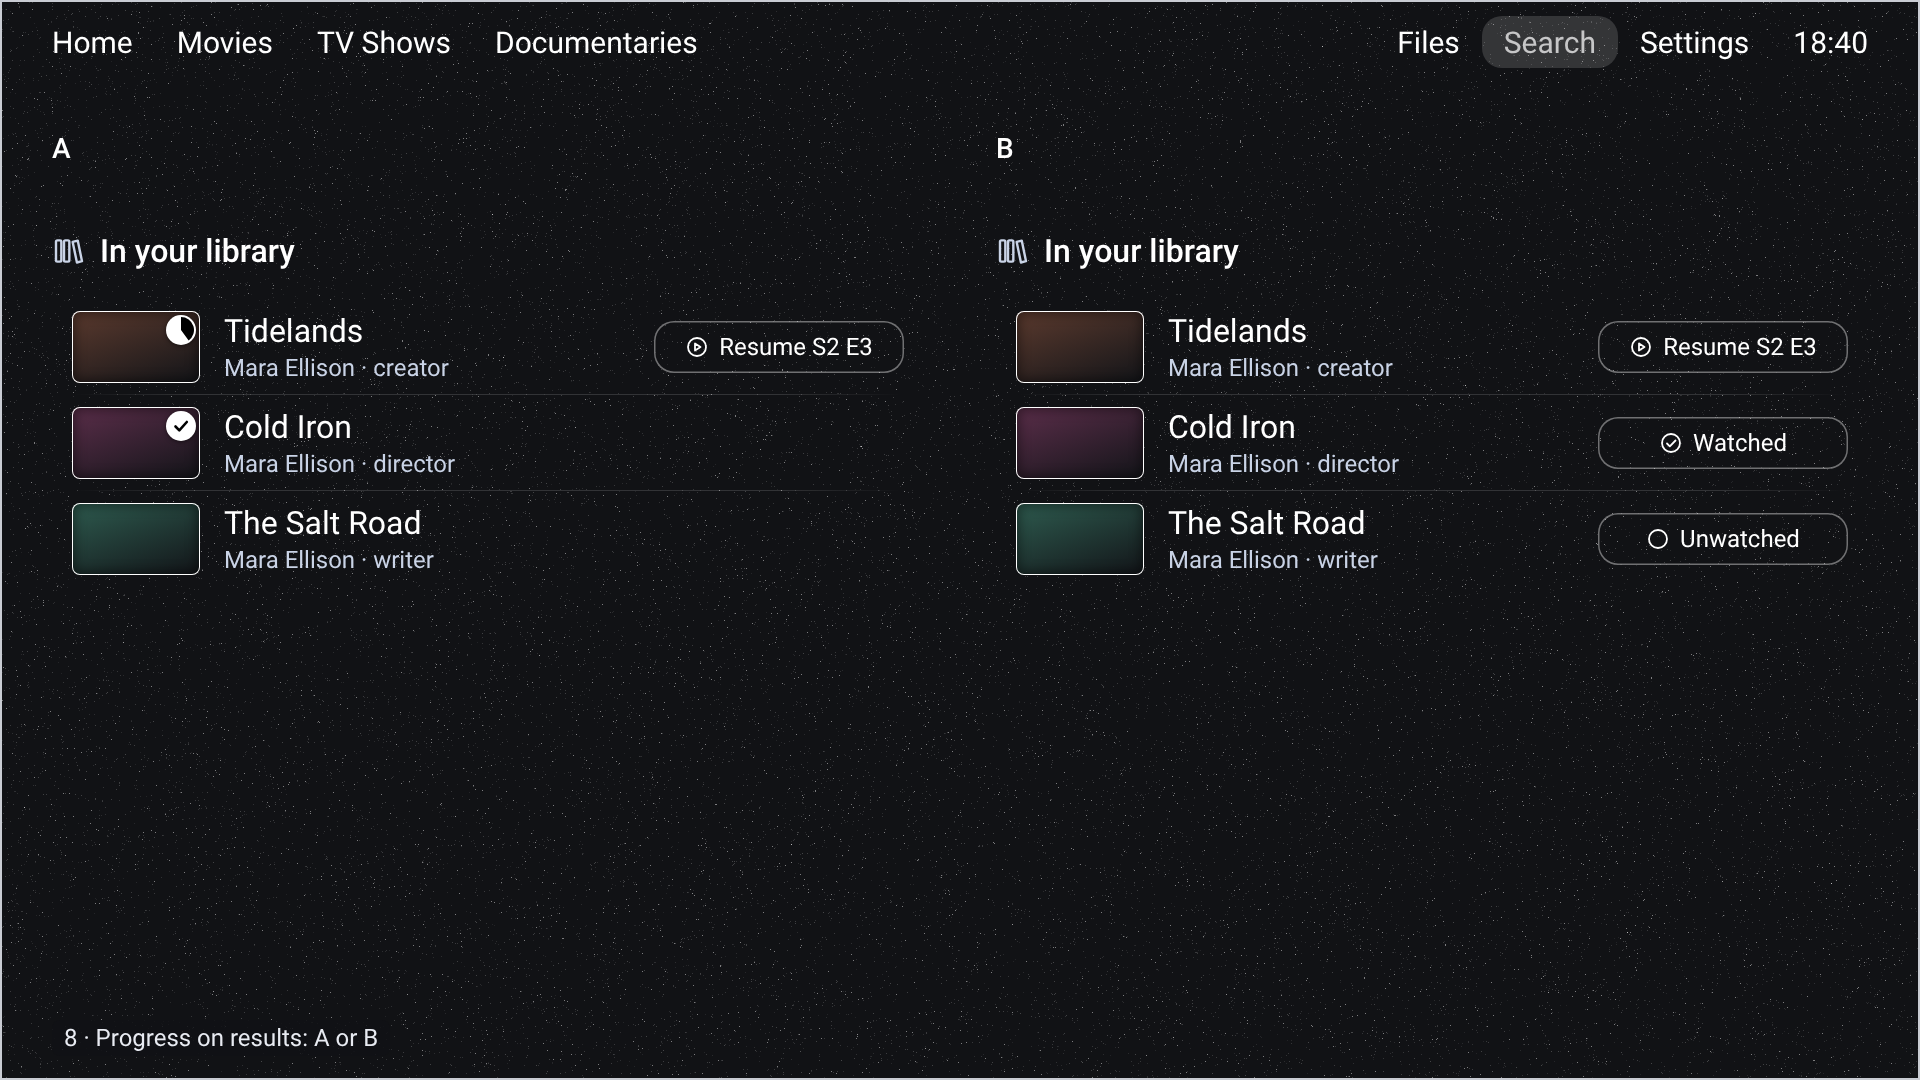 Home Movies TV Shows Documentaries Files Search Settings 18:40
A
In your library
Tidelands
Mara Ellison · creator
Resume S2 E3
Cold Iron
Mara Ellison · director
The Salt Road
Mara Ellison · writer
B
In your library
Tidelands
Mara Ellison · creator
Resume S2 E3
Cold Iron
Mara Ellison · director
Watched
The Salt Road
Mara Ellison · writer
Unwatched
8 · Progress on results: A or B